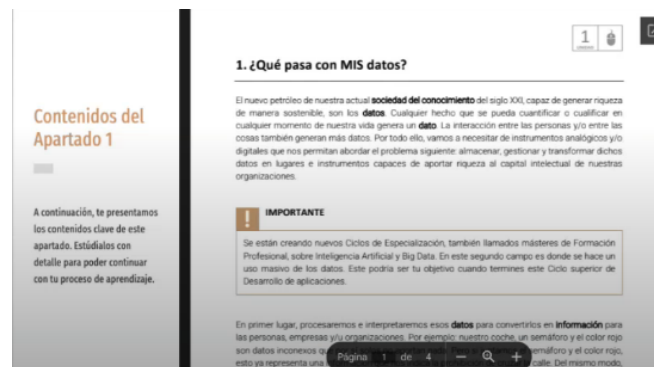 1
1. ¿Qué pasa con MIS datos?
Contenidos del
Apartado 1
A continuación, te presentamos
los contenidos clave de este
apartado. Estúdialos con
detalle para poder continuar
con tu proceso de aprendizaje.
El nuevo petróleo de nuestra actual sociedad del conocimiento del siglo XXI, capaz de generar riqueza
de manera sostenible, son los datos. Cualquier hecho que se pueda cuantificar o cualificar en
cualquier momento de nuestra vida genera un dato. La interacción entre las personas y/o entre las
cosas también generan más datos. Por todo ello, vamos a necesitar de instrumentos analógicos y/o
digitales que nos permitan abordar el problema siguiente: almacenar, gestionar y transformar dichos
datos en lugares e instrumentos capaces de aportar riqueza al capital intelectual de nuestras
organizaciones.
! IMPORTANTE
Se están creando nuevos Ciclos de Especialización, también llamados másteres de Formación
Profesional, sobre Inteligencia Artificial y Big Data. En este segundo campo es donde se hace un
uso masivo de los datos. Este podría ser tu objetivo cuando termines este Ciclo superior de
Desarrollo de aplicaciones.
En primer lugar, procesaremos e interpretaremos esos datos para convertirlos en información para
las personas, empresas y/u organizaciones. Por ejemplo: nuestro coche, un semáforo y el color rojo
son datos inconexos semáforo y el color rojo,
esto ya representa una calle. Del mismo modo,
Página 1 de 4